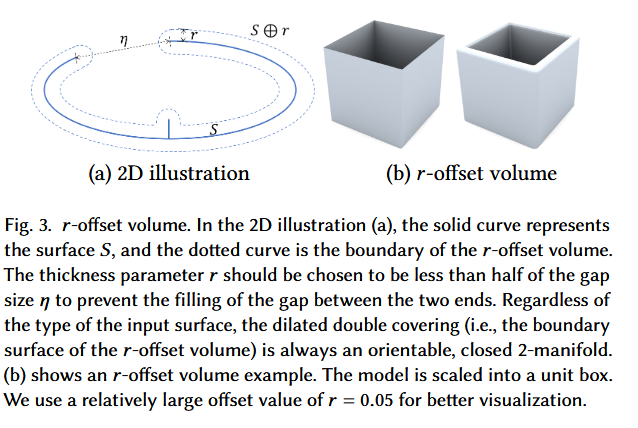 η
r
S ⊕ r
S
(a) 2D illustration
(b) r-offset volume
Fig. 3. r-offset volume. In the 2D illustration (a), the solid curve represents
the surface S, and the dotted curve is the boundary of the r-offset volume.
The thickness parameter r should be chosen to be less than half of the gap
size η to prevent the filling of the gap between the two ends. Regardless of
the type of the input surface, the dilated double covering (i.e., the boundary
surface of the r-offset volume) is always an orientable, closed 2-manifold.
(b) shows an r-offset volume example. The model is scaled into a unit box.
We use a relatively large offset value of r = 0.05 for better visualization.